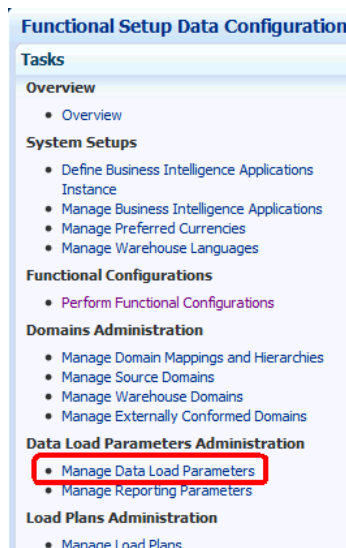 Functional Setup Data Configuration
Tasks
Overview
• Overview
System Setups
• Define Business Intelligence Applications
Instance
• Manage Business Intelligence Applications
• Manage Preferred Currencies
• Manage Warehouse Languages
Functional Configurations
• Perform Functional Configurations
Domains Administration
• Manage Domain Mappings and Hierarchies
• Manage Source Domains
• Manage Warehouse Domains
• Manage Externally Conformed Domains
Data Load Parameters Administration
• Manage Data Load Parameters
• Manage Reporting Parameters
Load Plans Administration
• Manage Load Plans